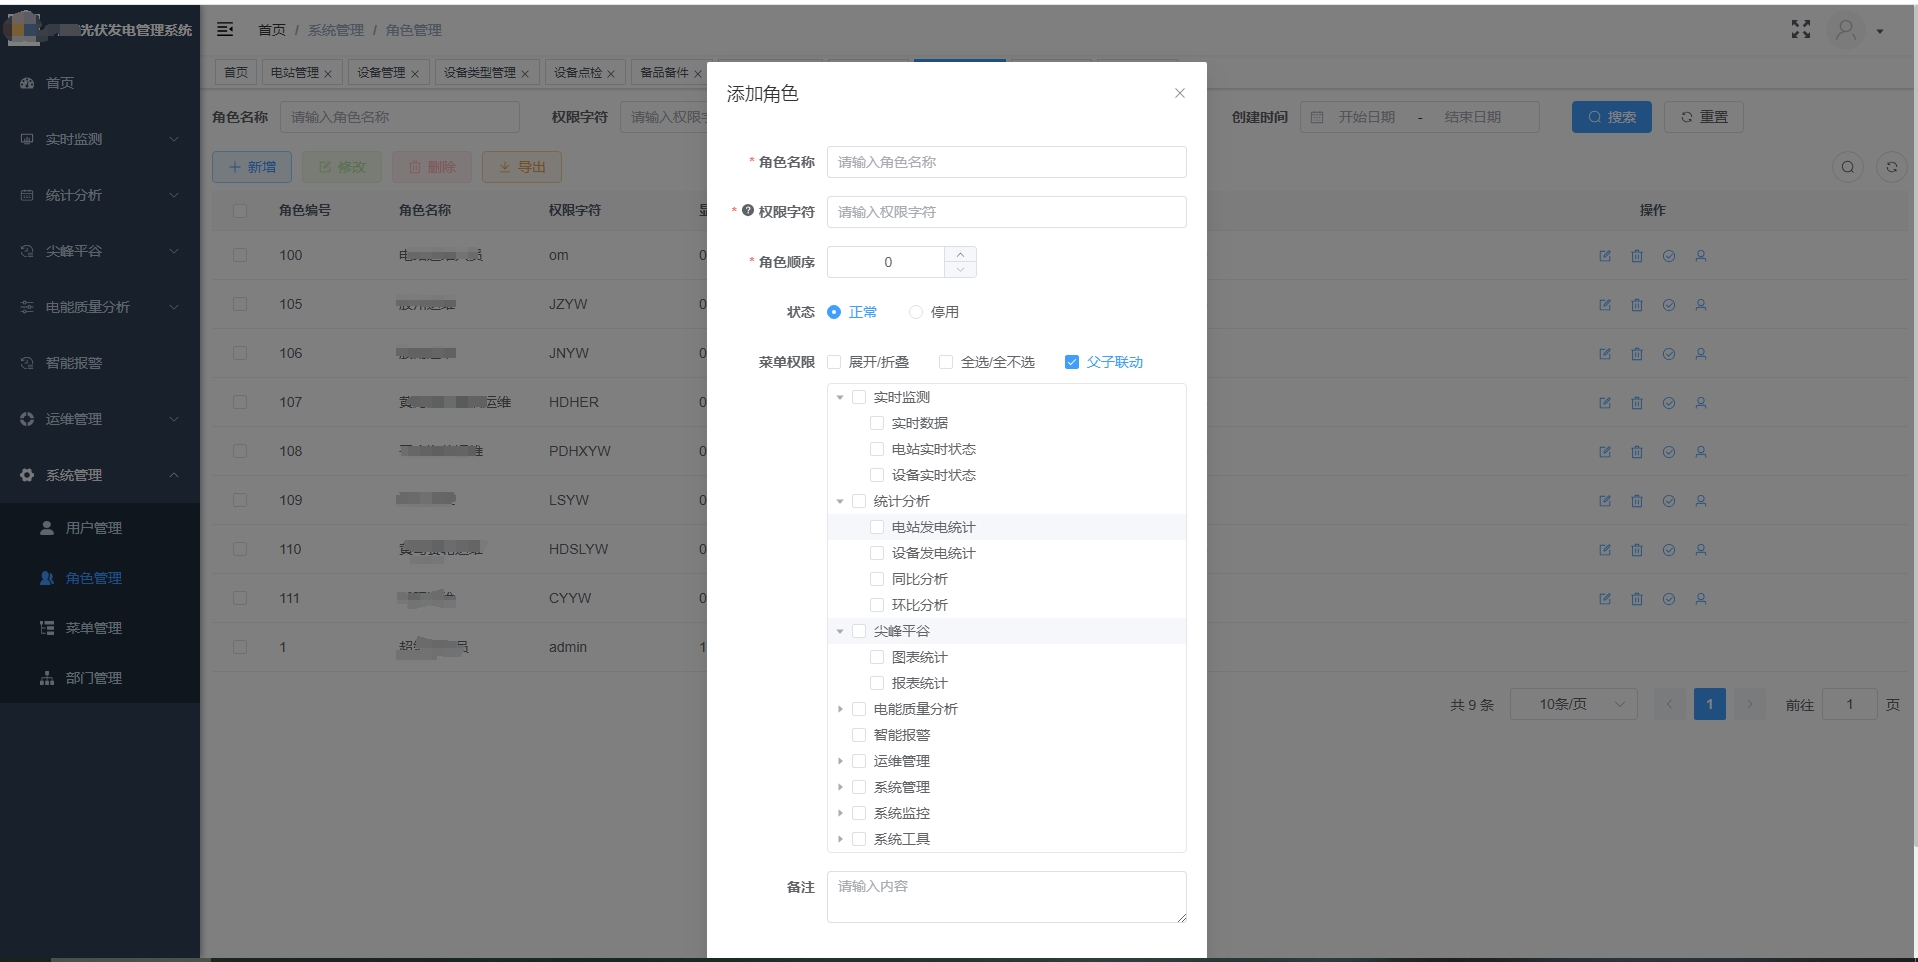 光伏发电管理系统
首页 / 系统管理 / 角色管理
首页
实时监测
统计分析
尖峰平谷
电能质量分析
智能报警
运维管理
系统管理
用户管理
角色管理
菜单管理
部门管理
首页 电站管理 × 设备管理 × 设备类型管理 × 设备点检 × 备品备件 ×
角色名称 请输入角色名称 权限字符 请输入权限字 创建时间 开始日期 - 结束日期 搜索 重置
+ 新增 修改 删除 导出
角色编号 角色名称 权限字符 操作
100 om 0
105 JZYW 0
106 JNYW 0
107 运维 HDHER 0
108 PDHXYW 0
109 LSYW 0
110 HDSLYW 0
111 CYYW 0
1 admin 1
共 9 条 10条/页 1 前往 1 页
添加角色
* 角色名称 请输入角色名称
* 权限字符 请输入权限字符
* 角色顺序 0
状态 正常 停用
菜单权限 展开/折叠 全选/全不选 父子联动
实时监测
实时数据
电站实时状态
设备实时状态
统计分析
电站发电统计
设备发电统计
同比分析
环比分析
尖峰平谷
图表统计
报表统计
电能质量分析
智能报警
运维管理
系统管理
系统监控
系统工具
备注 请输入内容